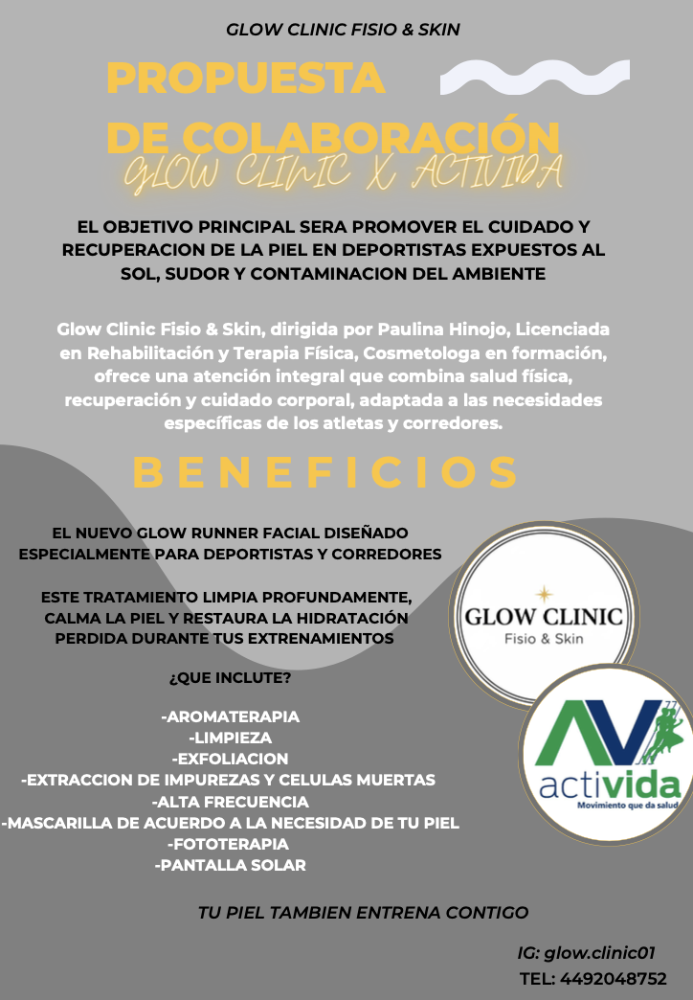 GLOW CLINIC FISIO & SKIN
PROPUESTA
DE COLABORACIÓN
GLOW CLINIC X ACTIVIDA
EL OBJETIVO PRINCIPAL SERA PROMOVER EL CUIDADO Y
RECUPERACION DE LA PIEL EN DEPORTISTAS EXPUESTOS AL
SOL, SUDOR Y CONTAMINACION DEL AMBIENTE
Glow Clinic Fisio & Skin, dirigida por Paulina Hinojo, Licenciada
en Rehabilitación y Terapia Física, Cosmetologa en formación,
ofrece una atención integral que combina salud física,
recuperación y cuidado corporal, adaptada a las necesidades
específicas de los atletas y corredores.
BENEFICIOS
EL NUEVO GLOW RUNNER FACIAL DISEÑADO
ESPECIALMENTE PARA DEPORTISTAS Y CORREDORES
ESTE TRATAMIENTO LIMPIA PROFUNDAMENTE,
CALMA LA PIEL Y RESTAURA LA HIDRATACIÓN
PERDIDA DURANTE TUS EXTRENAMIENTOS
¿QUE INCLUTE?
-AROMATERAPIA
-LIMPIEZA
-EXFOLIACION
-EXTRACCION DE IMPUREZAS Y CELULAS MUERTAS
-ALTA FRECUENCIA
-MASCARILLA DE ACUERDO A LA NECESIDAD DE TU PIEL
-FOTOTERAPIA
-PANTALLA SOLAR
GLOW CLINIC
Fisio & Skin
AV
77
activida
Movimiento que da salud
TU PIEL TAMBIEN ENTRENA CONTIGO
IG: glow.clinic01
TEL: 4492048752